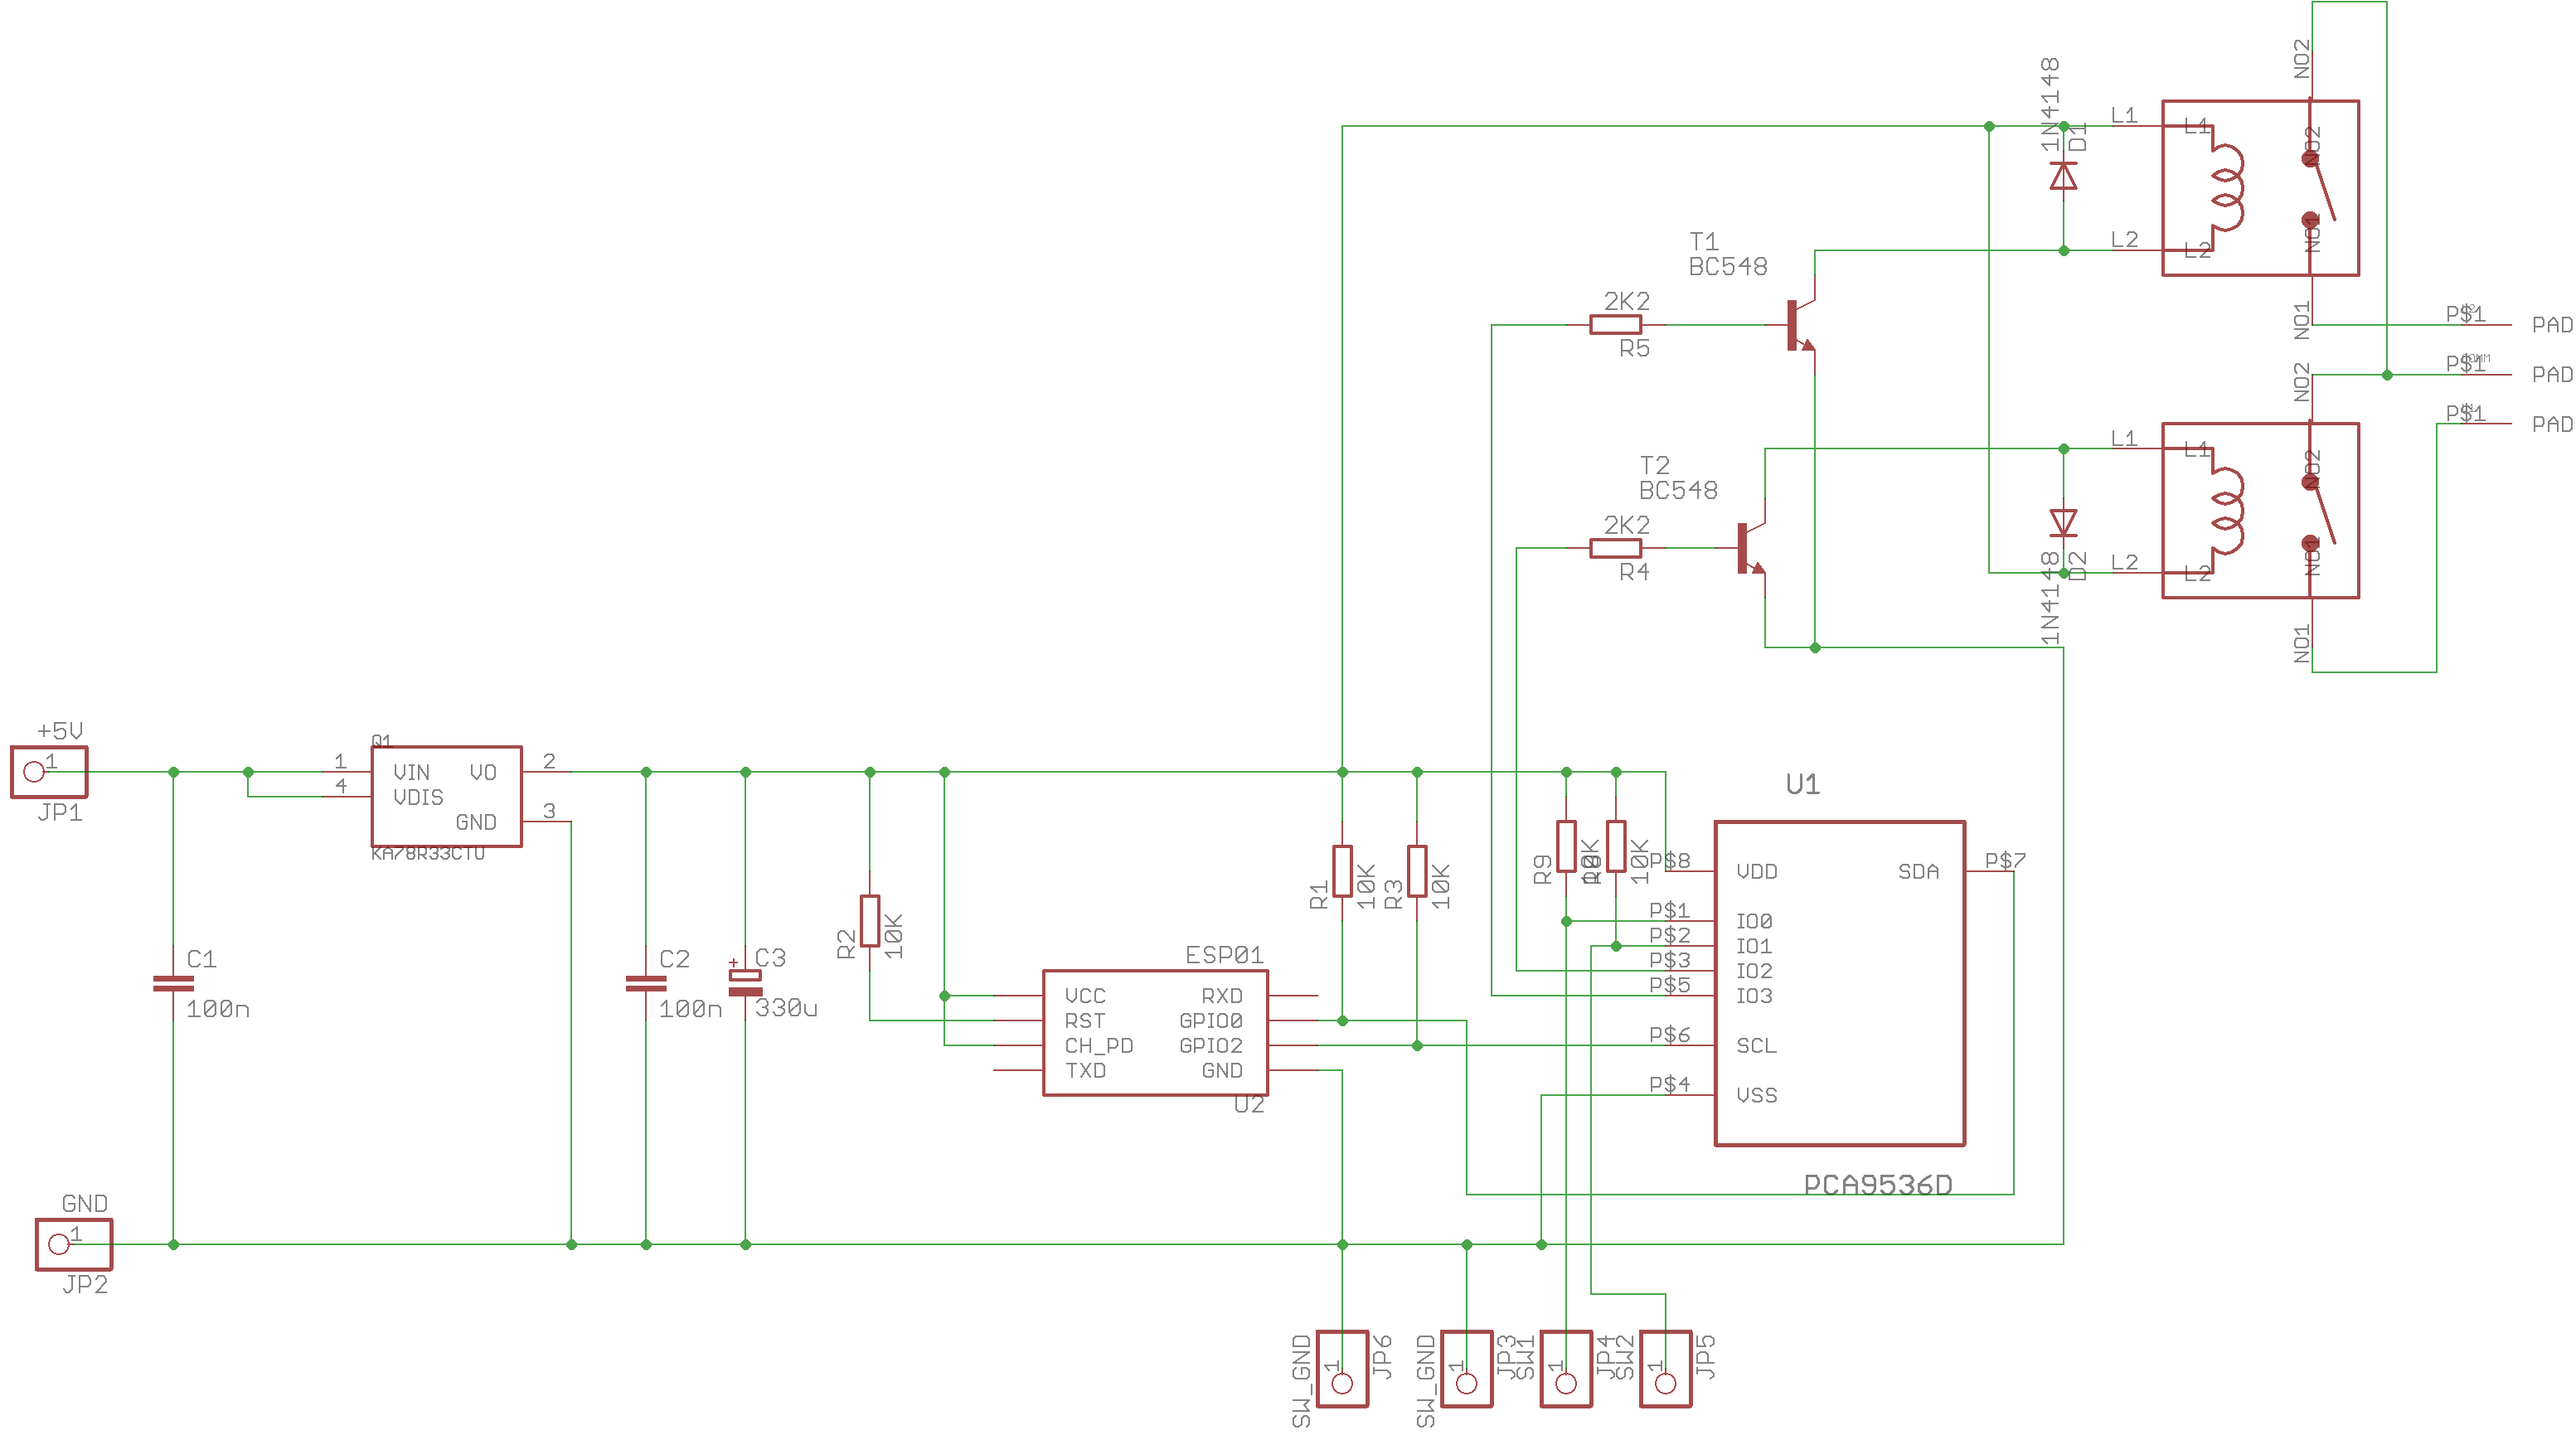 NO2
1N4148
D1
L1
L1
NO2
T1
BC548
L2
L2
NO1
2K2
R5
NO1
P$1
PAD
P$1
PAD
NO2
P$1
PAD
L1
L1
NO2
T2
BC548
2K2
R4
L2
L2
NO1
1N4148
D2
NO1
+5V
1
JP1
Q1
1
VIN
VO
2
4
VDIS
GND
3
KA78R33CTU
U1
R1
10K
R3
10K
R9
10K
R8
10K
P$8
VDD
SDA
P$7
P$1
IO0
P$2
IO1
P$3
IO2
P$5
IO3
P$6
SCL
P$4
VSS
PCA9536D
R2
10K
C1
100n
C2
100n
+
C3
330u
ESP01
VCC
RXD
RST
GPIO0
CH_PD
GPIO2
TXD
GND
U2
GND
1
JP2
SW_GND
1
JP6
SW_GND
1
JP3
SW1
1
JP4
SW2
1
JP5